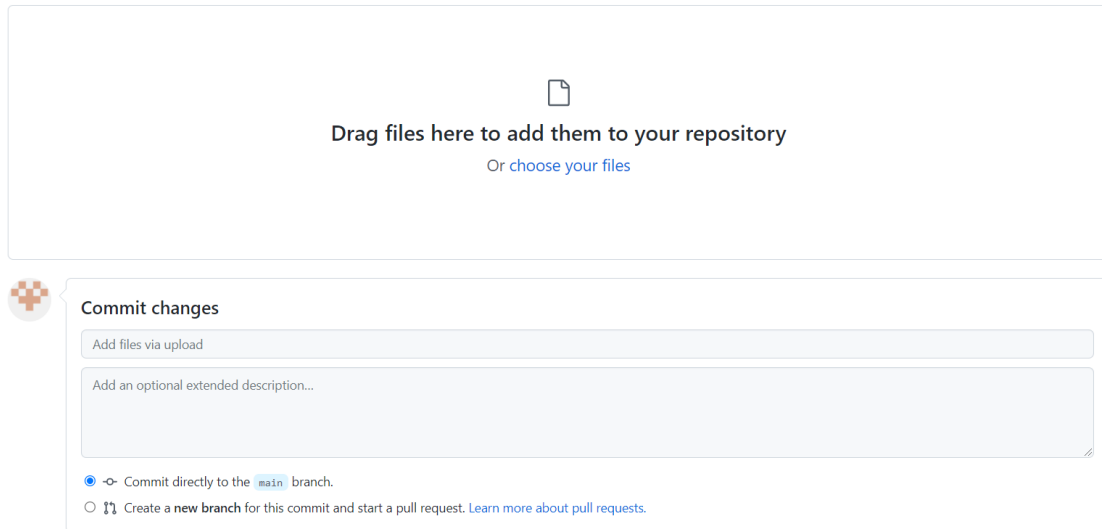 Drag files here to add them to your repository
Or choose your files
Commit changes
Add files via upload
Add an optional extended description...
Commit directly to the main branch.
Create a new branch for this commit and start a pull request. Learn more about pull requests.